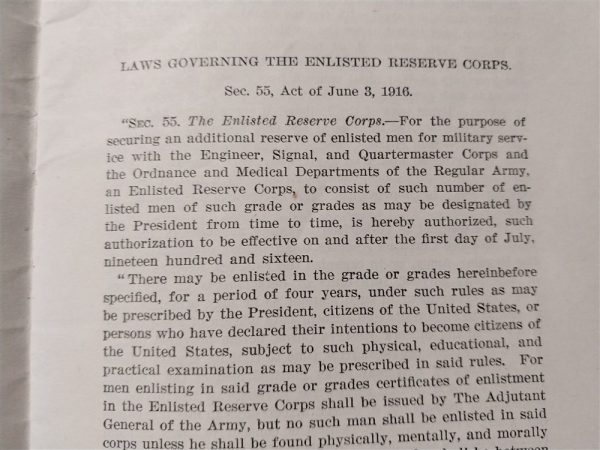 LAWS GOVERNING THE ENLISTED RESERVE CORPS.
Sec. 55, Act of June 3, 1916.
"SEC. 55. The Enlisted Reserve Corps.—For the purpose of
securing an additional reserve of enlisted men for military serv-
ice with the Engineer, Signal, and Quartermaster Corps and
the Ordnance and Medical Departments of the Regular Army,
an Enlisted Reserve Corps, to consist of such number of en-
listed men of such grade or grades as may be designated by
the President from time to time, is hereby authorized, such
authorization to be effective on and after the first day of July,
nineteen hundred and sixteen.
"There may be enlisted in the grade or grades hereinbefore
specified, for a period of four years, under such rules as may
be prescribed by the President, citizens of the United States, or
persons who have declared their intentions to become citizens of
the United States, subject to such physical, educational, and
practical examination as may be prescribed in said rules. For
men enlisting in said grade or grades certificates of enlistment
in the Enlisted Reserve Corps shall be issued by The Adjutant
General of the Army, but no such man shall be enlisted in said
corps unless he shall be found physically, mentally, and morally
shall be between